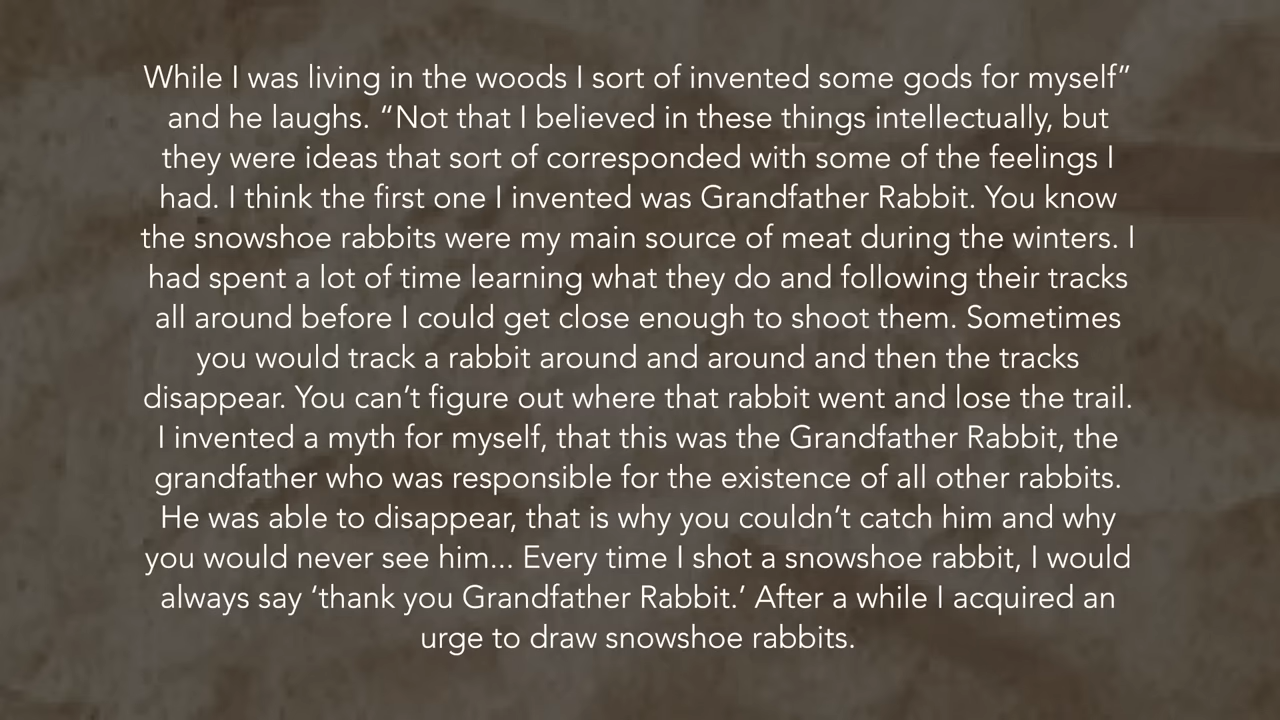 While I was living in the woods I sort of invented some gods for myself”
and he laughs. “Not that I believed in these things intellectually, but
they were ideas that sort of corresponded with some of the feelings I
had. I think the first one I invented was Grandfather Rabbit. You know
the snowshoe rabbits were my main source of meat during the winters. I
had spent a lot of time learning what they do and following their tracks
all around before I could get close enough to shoot them. Sometimes
you would track a rabbit around and around and then the tracks
disappear. You can’t figure out where that rabbit went and lose the trail.
I invented a myth for myself, that this was the Grandfather Rabbit, the
grandfather who was responsible for the existence of all other rabbits.
He was able to disappear, that is why you couldn’t catch him and why
you would never see him... Every time I shot a snowshoe rabbit, I would
always say ‘thank you Grandfather Rabbit.’ After a while I acquired an
urge to draw snowshoe rabbits.